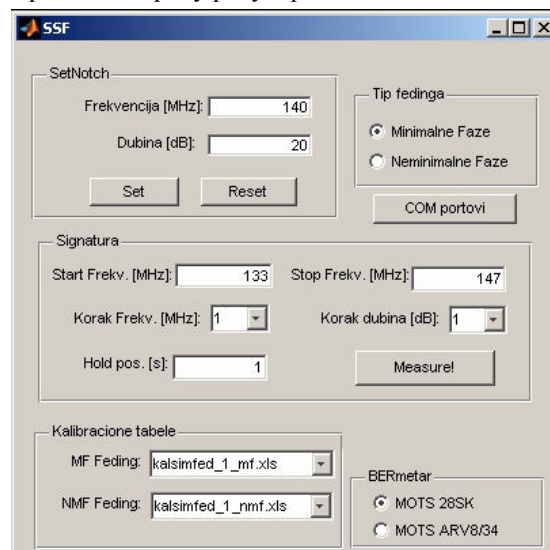 SSF
SetNotch
Frekvencija [MHz]: 140
Dubina [dB]: 20
Set Reset
Tip fedinga
Minimalne Faze
Neminimalne Faze
COM portovi
Signatura
Start Frekv. [MHz]: 133 Stop Frekv. [MHz]: 147
Korak Frekv. [MHz]: 1 Korak dubina [dB]: 1
Hold pos. [s]: 1 Measure!
Kalibracione tabele
MF Feding: kalsimfed_1_mf.xls
NMF Feding: kalsimfed_1_nmf.xls
BERmetar
MOTS 28SK
MOTS ARV8/34